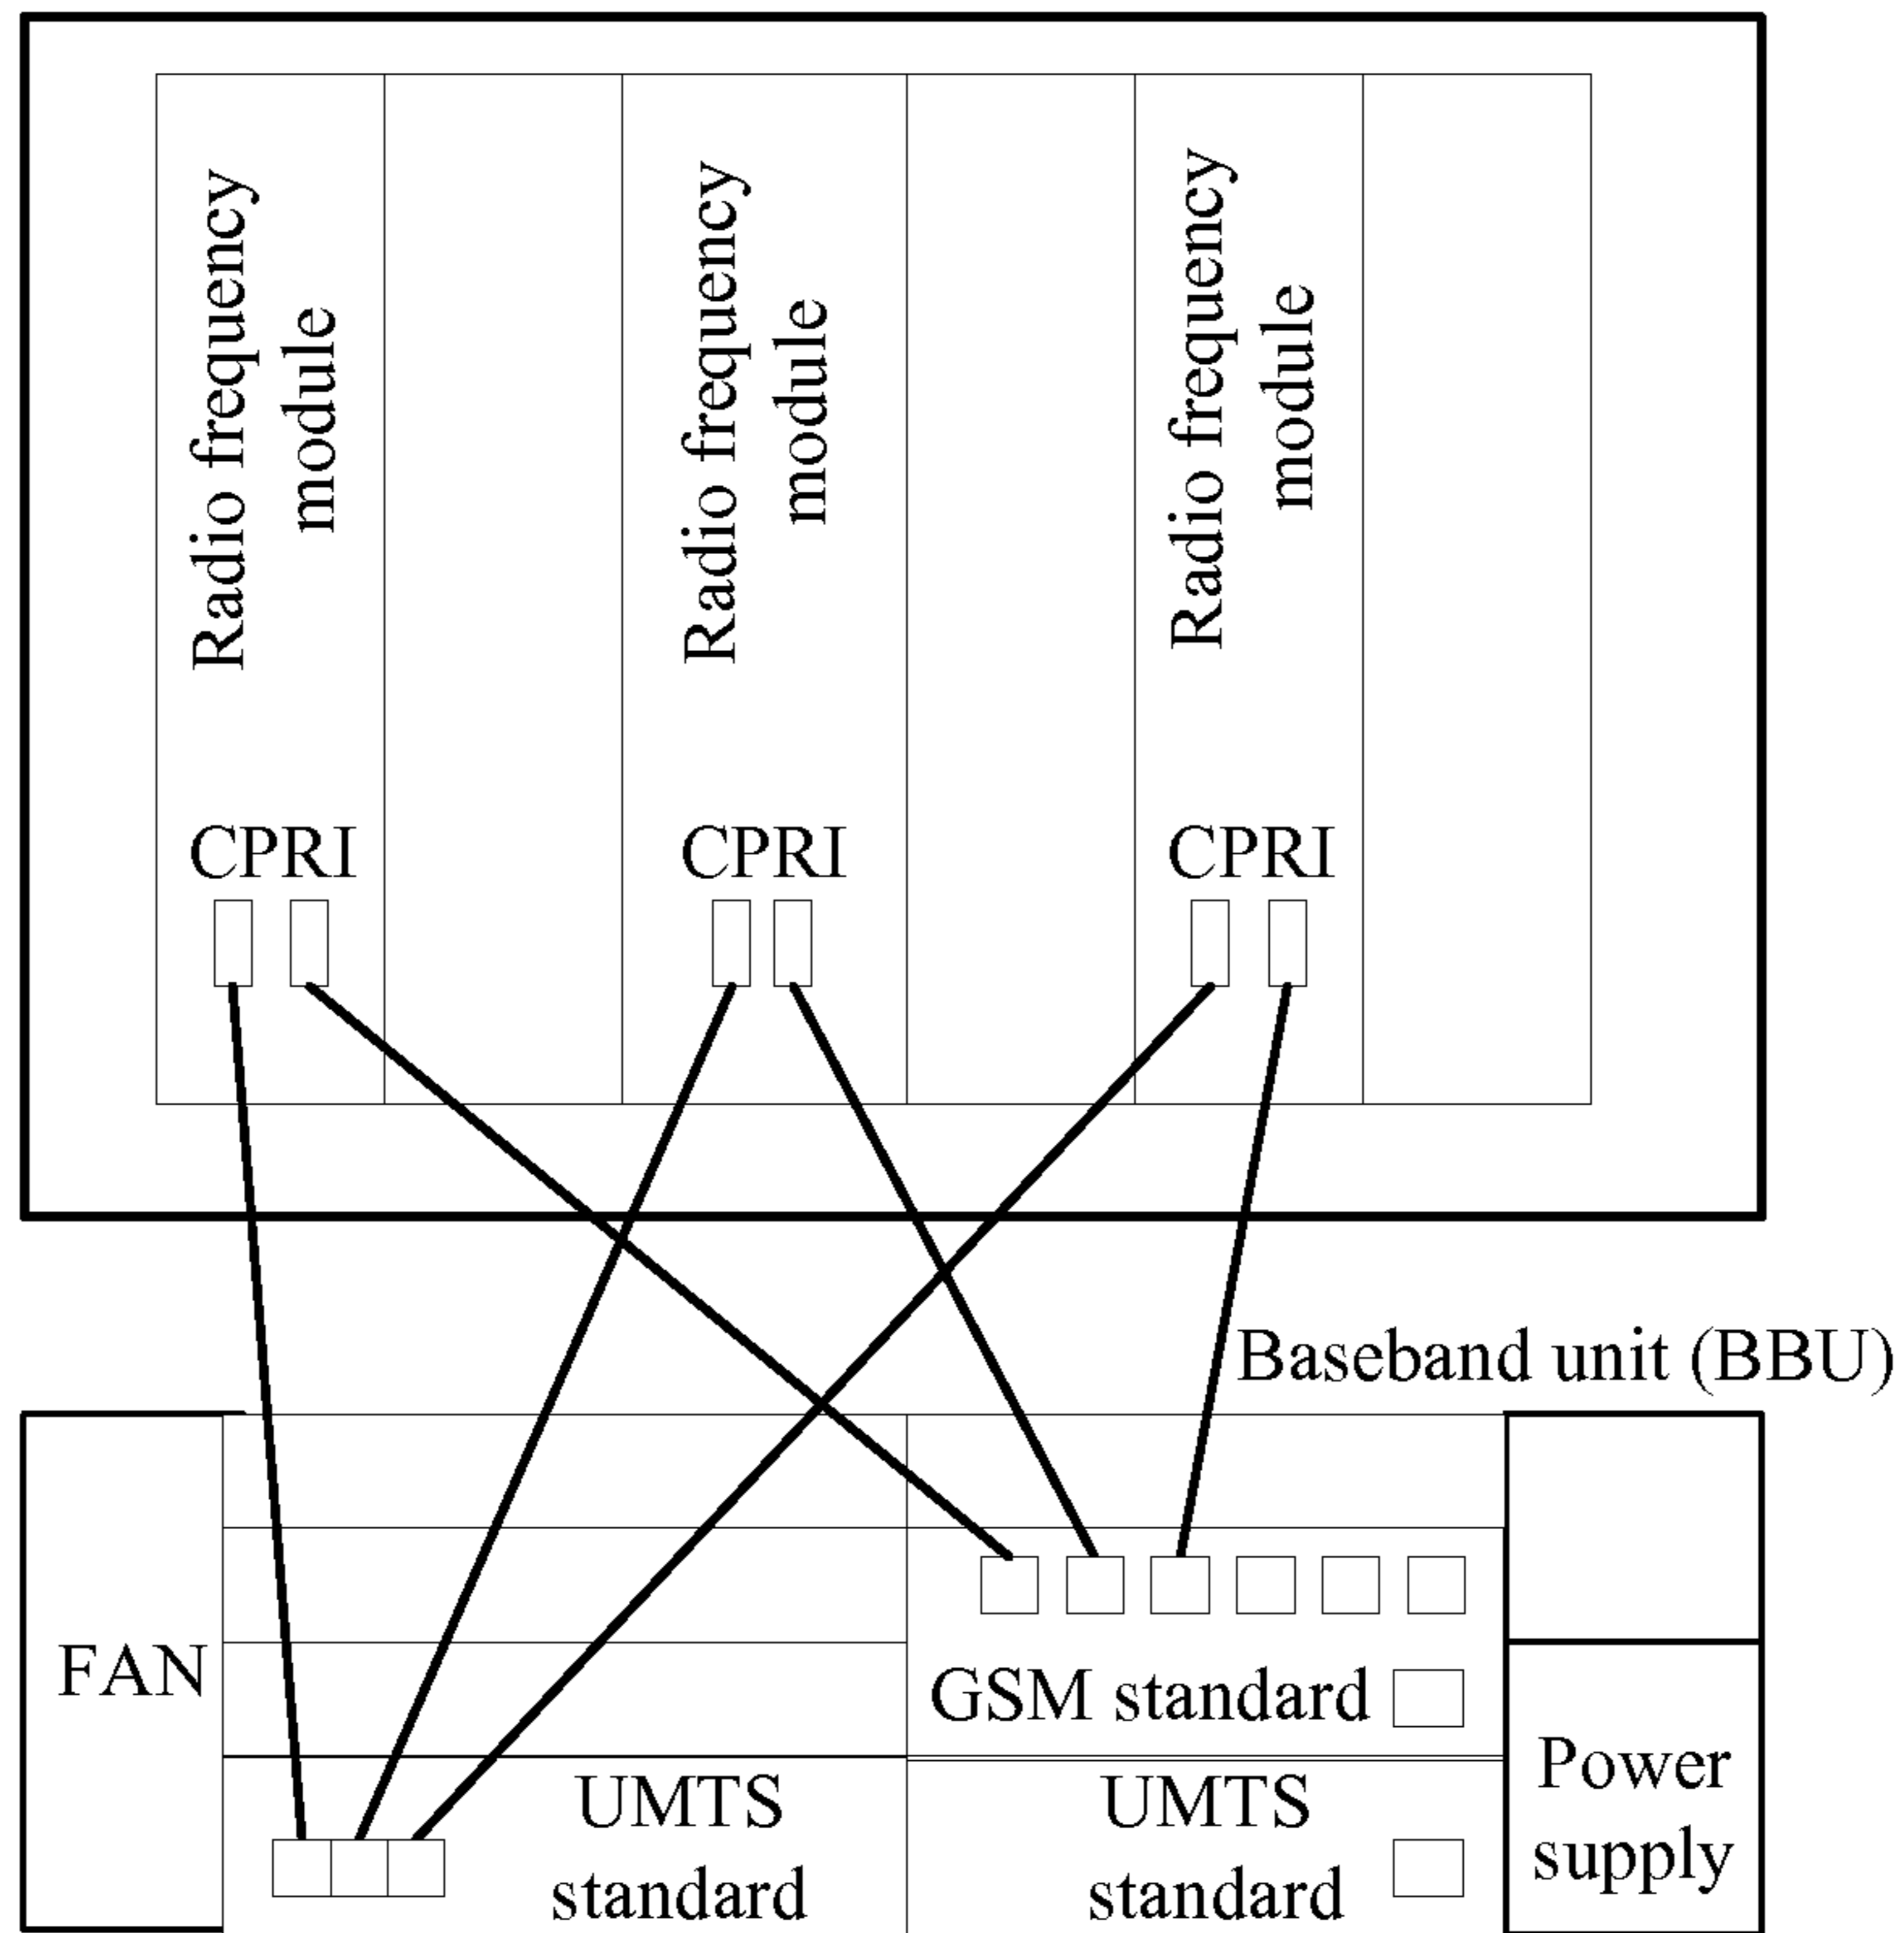 Radio frequency
module
Radio frequency
module
Radio frequency
module
CPRI
CPRI
CPRI
Baseband unit (BBU)
FAN
GSM standard
UMTS
standard
UMTS
standard
Power
supply